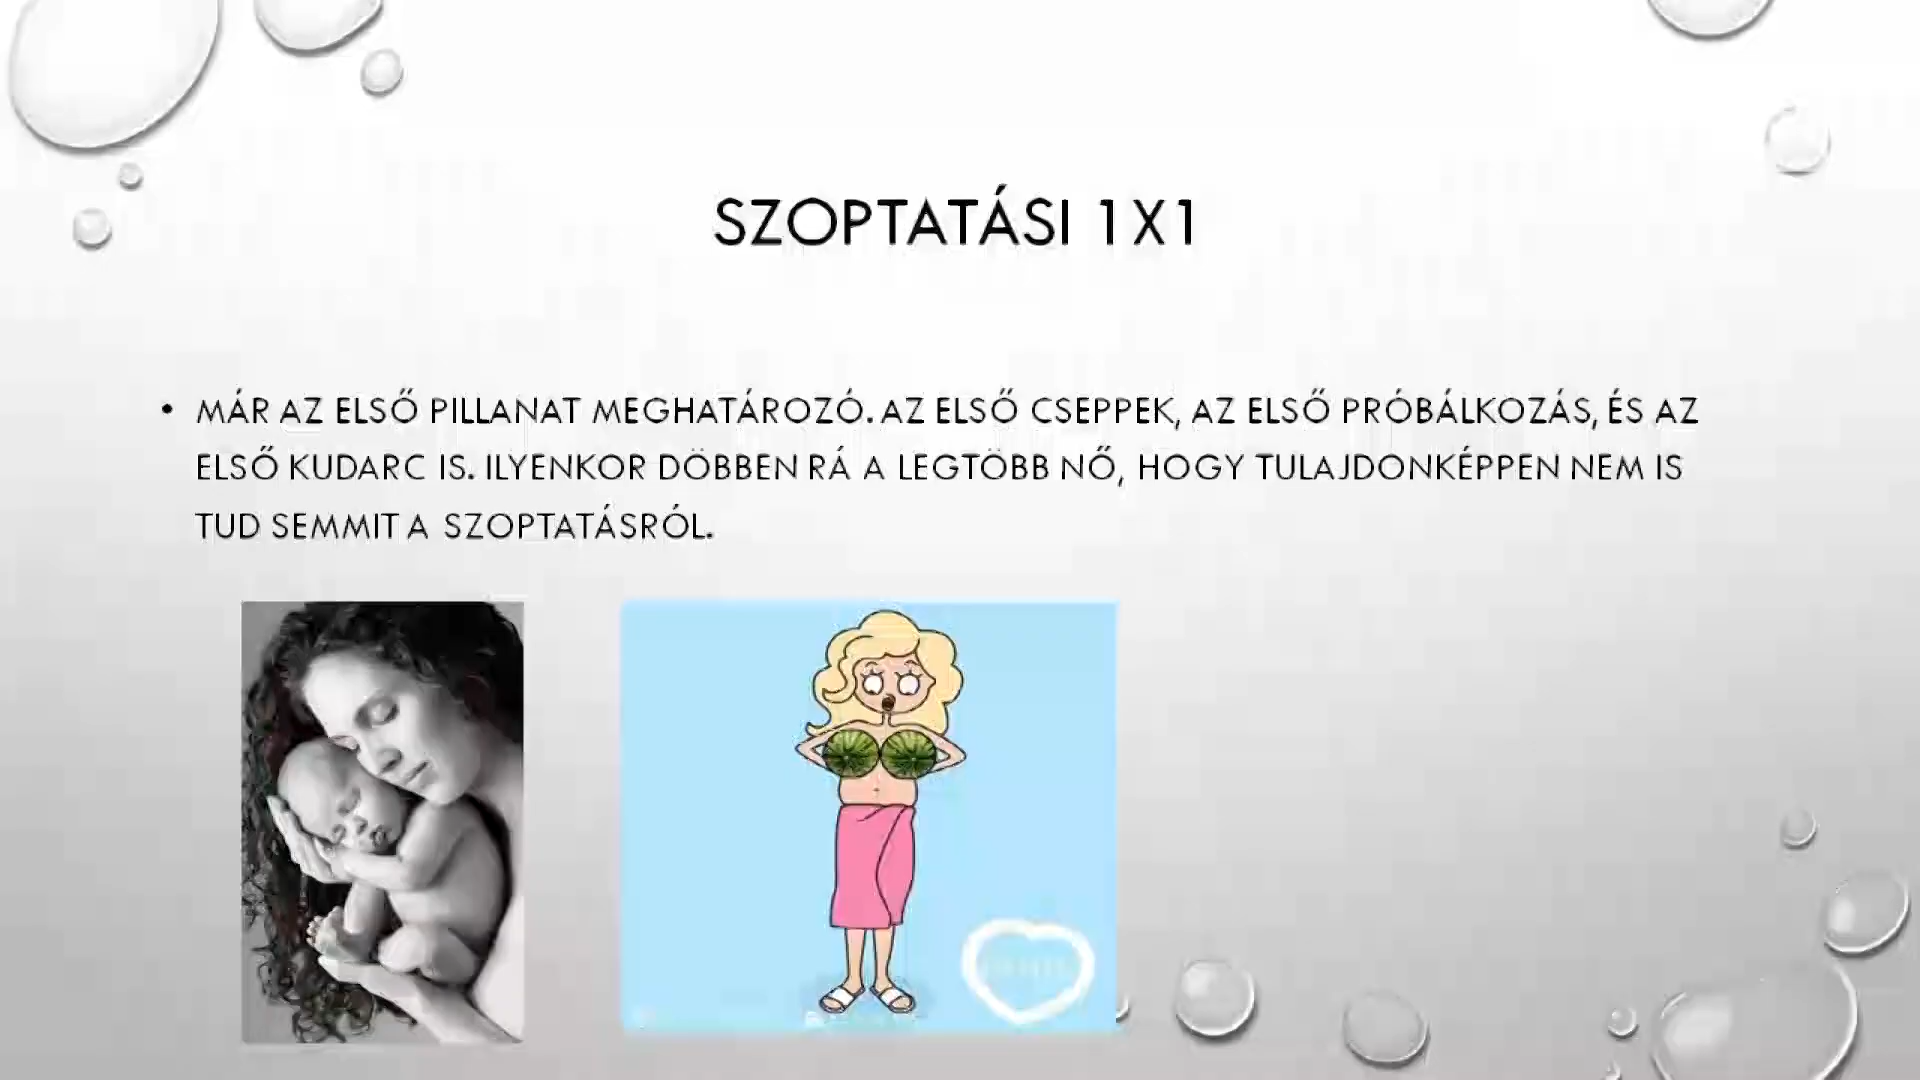 SZOPTATÁSI 1X1
• MÁR AZ ELSŐ PILLANAT MEGHATÁROZÓ. AZ ELSŐ CSEPPEK, AZ ELSŐ PRÓBÁLKOZÁS, ÉS AZ
ELSŐ KUDARC IS. ILYENKOR DÖBBEN RÁ A LEGTÖBB NŐ, HOGY TULAJDONKÉPPEN NEM IS
TUD SEMMIT A SZOPTATÁSRÓL.